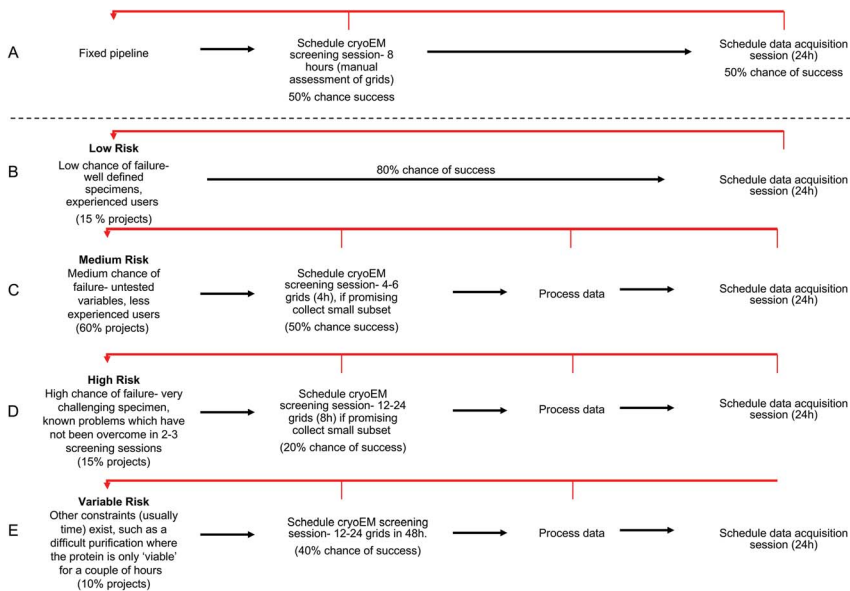 A
Fixed pipeline
Schedule cryoEM
screening session- 8
hours (manual
assessment of grids)
50% chance success
Schedule data acquisition
session (24h)
50% chance of success
B
Low Risk
Low chance of failure-
well defined
specimens,
experienced users
(15 % projects)
80% chance of success
Schedule data acquisition
session (24h)
C
Medium Risk
Medium chance of
failure- untested
variables, less
experienced users
(60% projects)
Schedule cryoEM
screening session- 4-6
grids (4h), if promising
collect small subset
(50% chance success)
Process data
Schedule data acquisition
session (24h)
D
High Risk
High chance of failure- very
challenging specimen,
known problems which have
not been overcome in 2-3
screening sessions
(15% projects)
Schedule cryoEM
screening session- 12-24
grids (8h) if promising
collect small subset
(20% chance of success)
Process data
Schedule data acquisition
session (24h)
E
Variable Risk
Other constraints (usually
time) exist, such as a
difficult purification where
the protein is only ‘viable’
for a couple of hours
(10% projects)
Schedule cryoEM screening
session- 12-24 grids in 48h.
(40% chance of success)
Process data
Schedule data acquisition
session (24h)